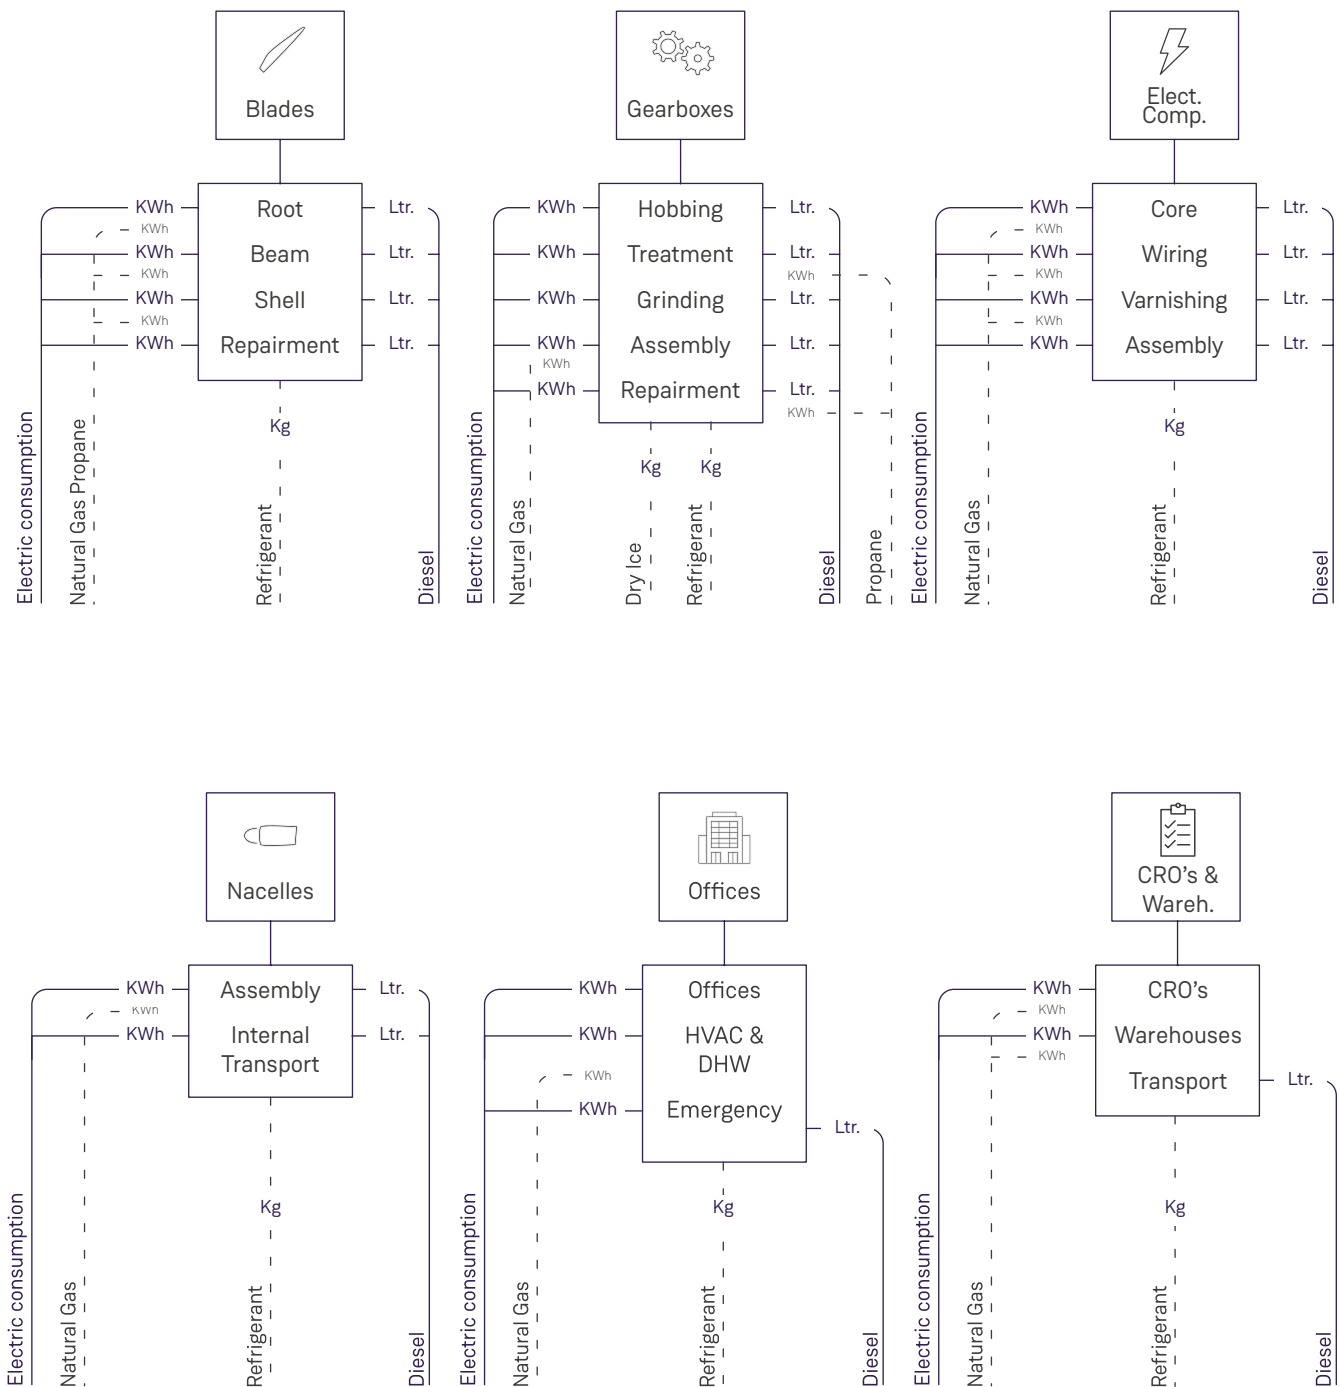 Blades
KWh
Root
Ltr.
KWh
KWh
Beam
Ltr.
KWh
KWh
Shell
Ltr.
KWh
KWh
Repairment
Ltr.
Kg
Electric consumption
Natural Gas Propane
Refrigerant
Diesel
Gearboxes
KWh
Hobbing
Ltr.
KWh
Treatment
Ltr.
KWh
KWh
Grinding
Ltr.
KWh
Assembly
Ltr.
KWh
KWh
Repairment
Ltr.
KWh
Kg
Kg
Electric consumption
Natural Gas
Dry Ice
Refrigerant
Diesel
Propane
Elect.
Comp.
KWh
Core
Ltr.
KWh
KWh
Wiring
Ltr.
KWh
KWh
Varnishing
Ltr.
KWh
KWh
Assembly
Ltr.
Kg
Electric consumption
Natural Gas
Refrigerant
Diesel
Nacelles
KWh
Assembly
Ltr.
KWh
KWh
Internal
Transport
Ltr.
Kg
Electric consumption
Natural Gas
Refrigerant
Diesel
Offices
KWh
Offices
KWh
HVAC &
DHW
KWh
KWh
Emergency
Ltr.
Kg
Electric consumption
Natural Gas
Refrigerant
Diesel
CRO's &
Wareh.
KWh
CRO's
KWh
KWh
Warehouses
KWh
Transport
Ltr.
Kg
Electric consumption
Natural Gas
Refrigerant
Diesel